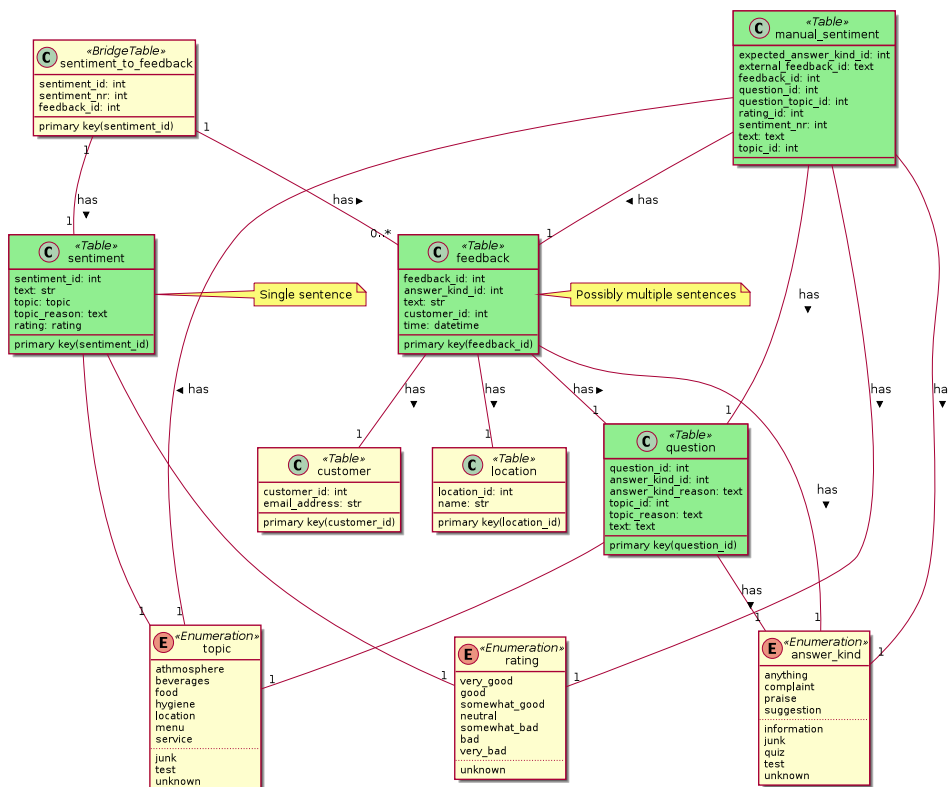 C
«Table»
manual_sentiment
expected_answer_kind_id: int
external_feedback_id: text
feedback_id: int
question_id: int
question_topic_id: int
rating_id: int
sentiment_nr: int
text: text
topic_id: int
C
«BridgeTable»
sentiment_to_feedback
sentiment_id: int
sentiment_nr: int
feedback_id: int
primary key(sentiment_id)
1
1
has
1
has
0..*
has
1
C
«Table»
sentiment
sentiment_id: int
text: str
topic: topic
topic_reason: text
rating: rating
primary key(sentiment_id)
Single sentence
C
«Table»
feedback
feedback_id: int
answer_kind_id: int
text: str
customer_id: int
time: datetime
primary key(feedback_id)
Possibly multiple sentences
has
has
has
has
has
has
ha
1
1
1
1
C
«Table»
customer
customer_id: int
email_address: str
primary key(customer_id)
C
«Table»
location
location_id: int
name: str
primary key(location_id)
C
«Table»
question
question_id: int
answer_kind_id: int
answer_kind_reason: text
topic_id: int
topic_reason: text
text: text
primary key(question_id)
has
has
1
1
1
1
1
1
1
1
1
E
«Enumeration»
topic
athmosphere
beverages
food
hygiene
location
menu
service
junk
test
unknown
E
«Enumeration»
rating
very_good
good
somewhat_good
neutral
somewhat_bad
bad
very_bad
unknown
E
«Enumeration»
answer_kind
anything
complaint
praise
suggestion
information
junk
quiz
test
unknown